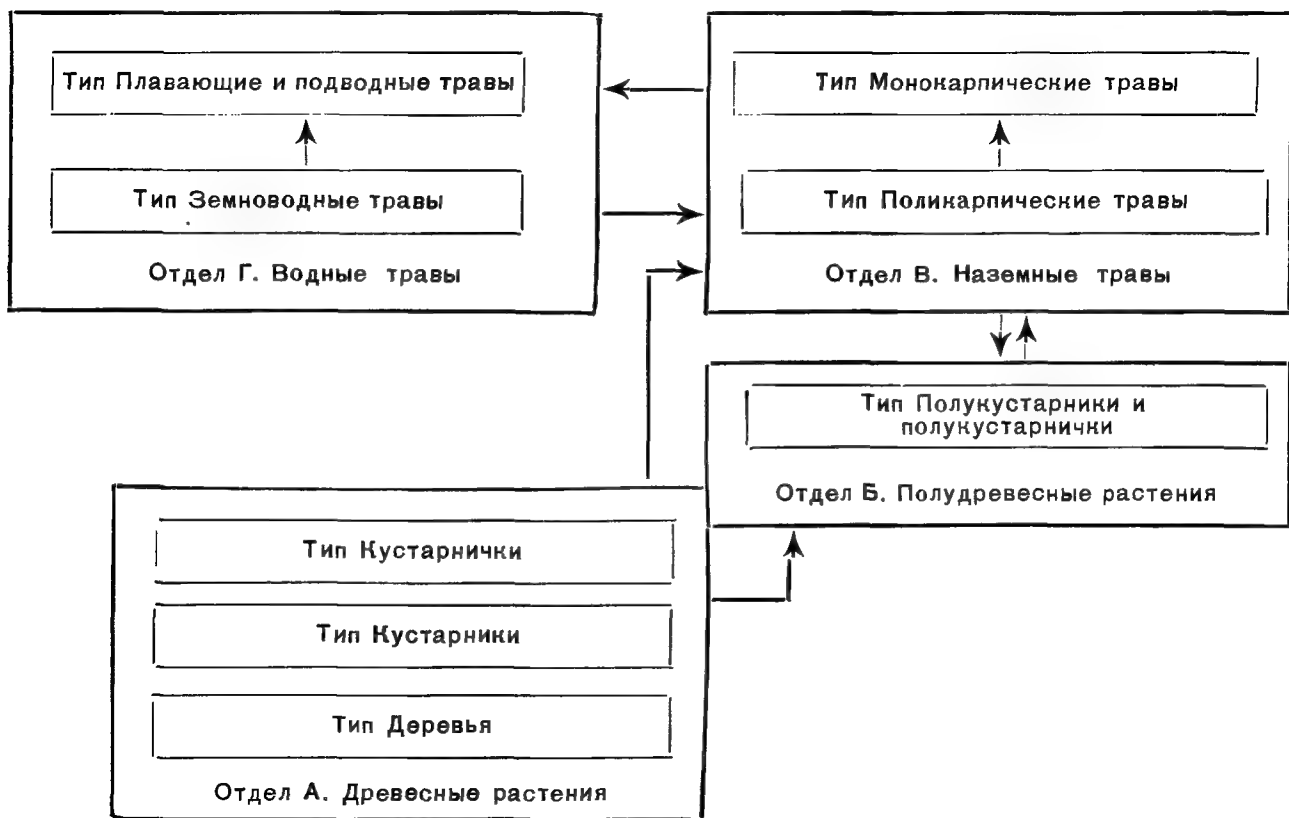 Тип Плавающие и подводные травы
Тип Земноводные травы
Отдел Г. Водные травы
Тип Монокарпические травы
Тип Поликарпические травы
Отдел В. Наземные травы
Тип Полукустарники и
полукустарнички
Отдел Б. Полудревесные растения
Тип Кустарнички
Тип Кустарники
Тип Деревья
Отдел А. Древесные растения